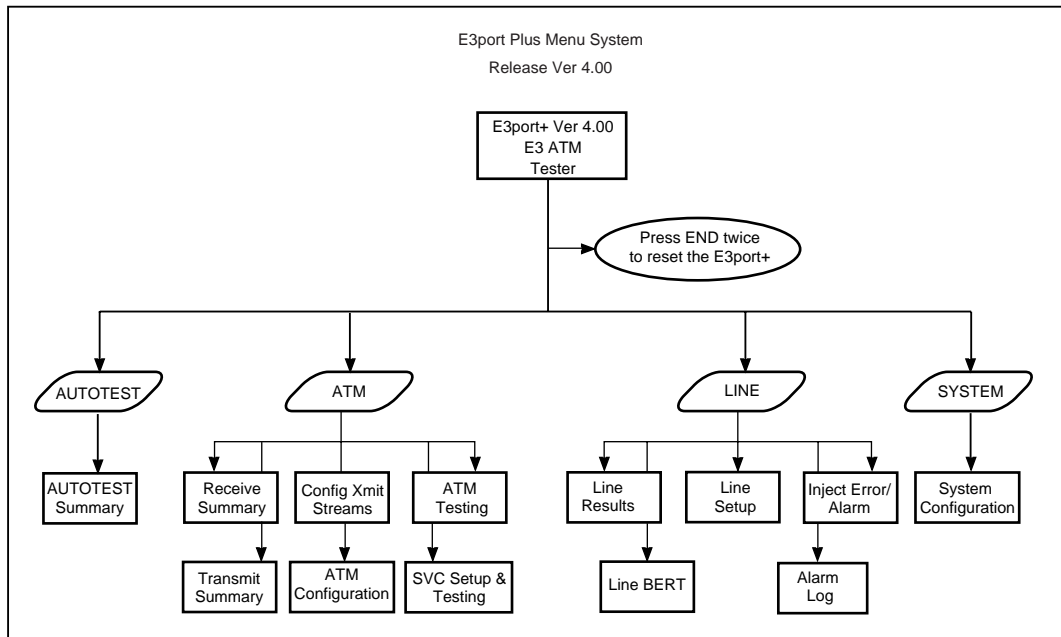 E3port Plus Menu System
Release Ver 4.00
E3port+ Ver 4.00
E3 ATM
Tester
Press END twice
to reset the E3port+
AUTOTEST
ATM
LINE
SYSTEM
AUTOTEST
Summary
Receive
Summary
Config Xmit
Streams
ATM
Testing
Line
Results
Line
Setup
Inject Error/
Alarm
System
Configuration
Transmit
Summary
ATM
Configuration
SVC Setup &
Testing
Line BERT
Alarm
Log